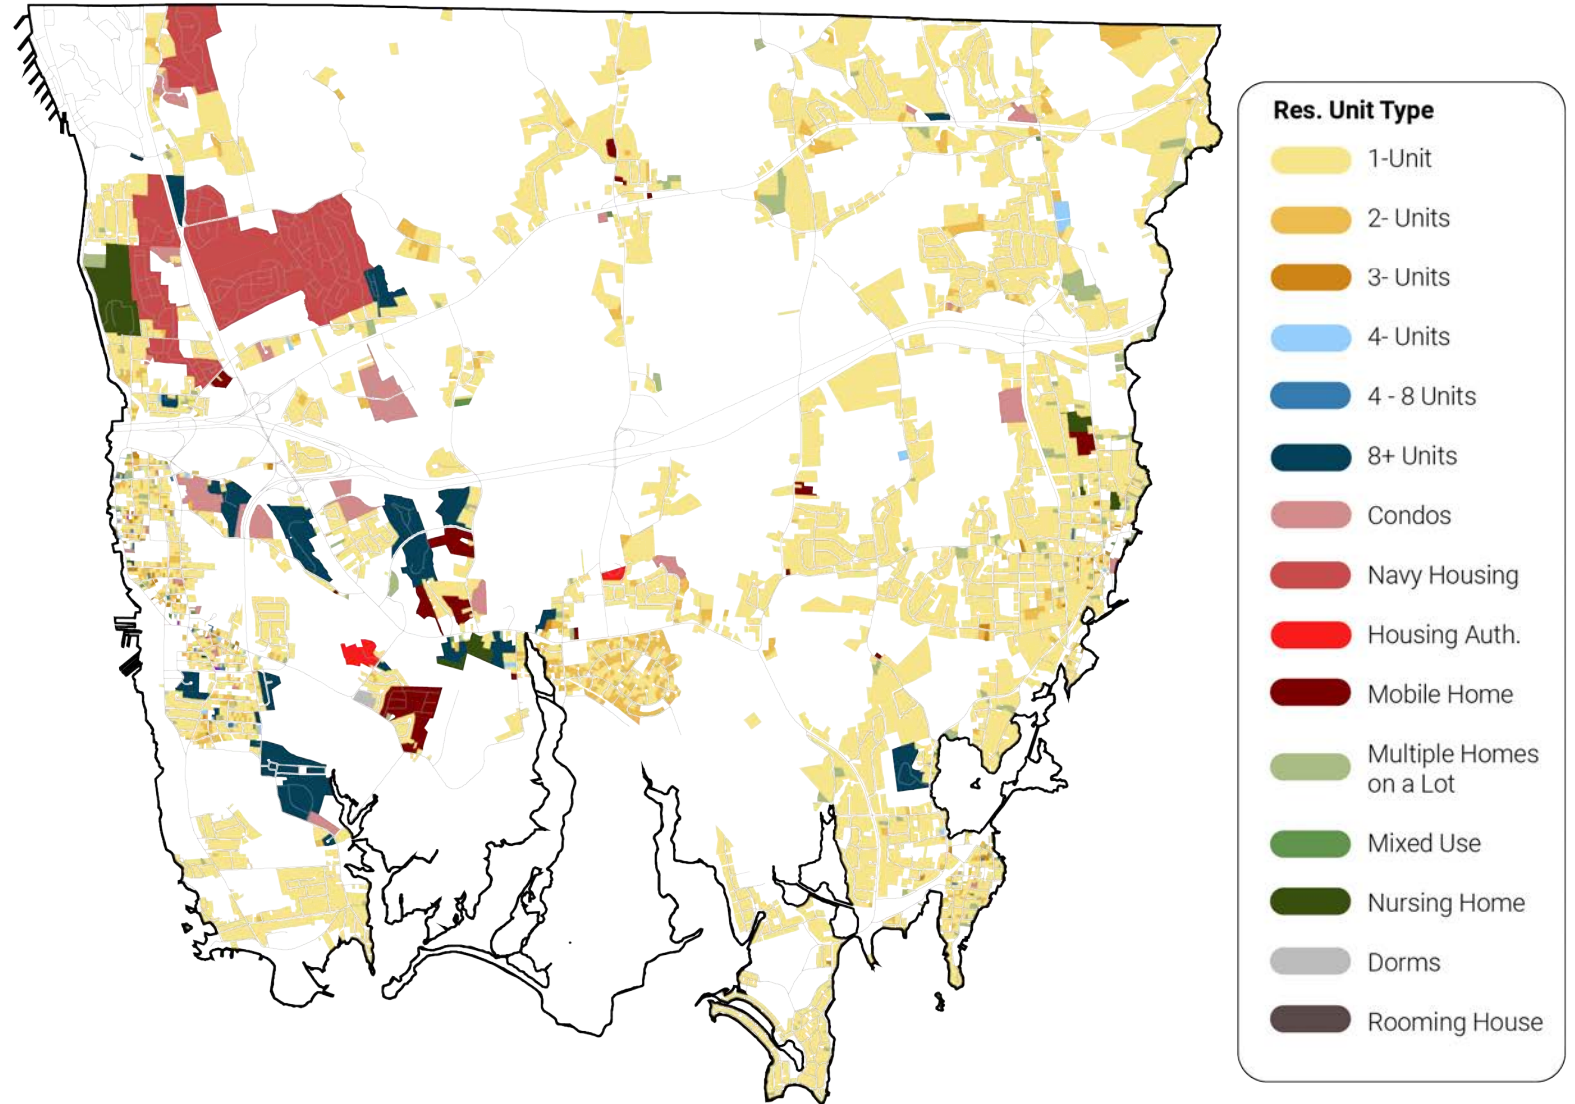 Res. Unit Type
1-Unit
2- Units
3- Units
4- Units
4 - 8 Units
8+ Units
Condos
Navy Housing
Housing Auth.
Mobile Home
Multiple Homes
on a Lot
Mixed Use
Nursing Home
Dorms
Rooming House